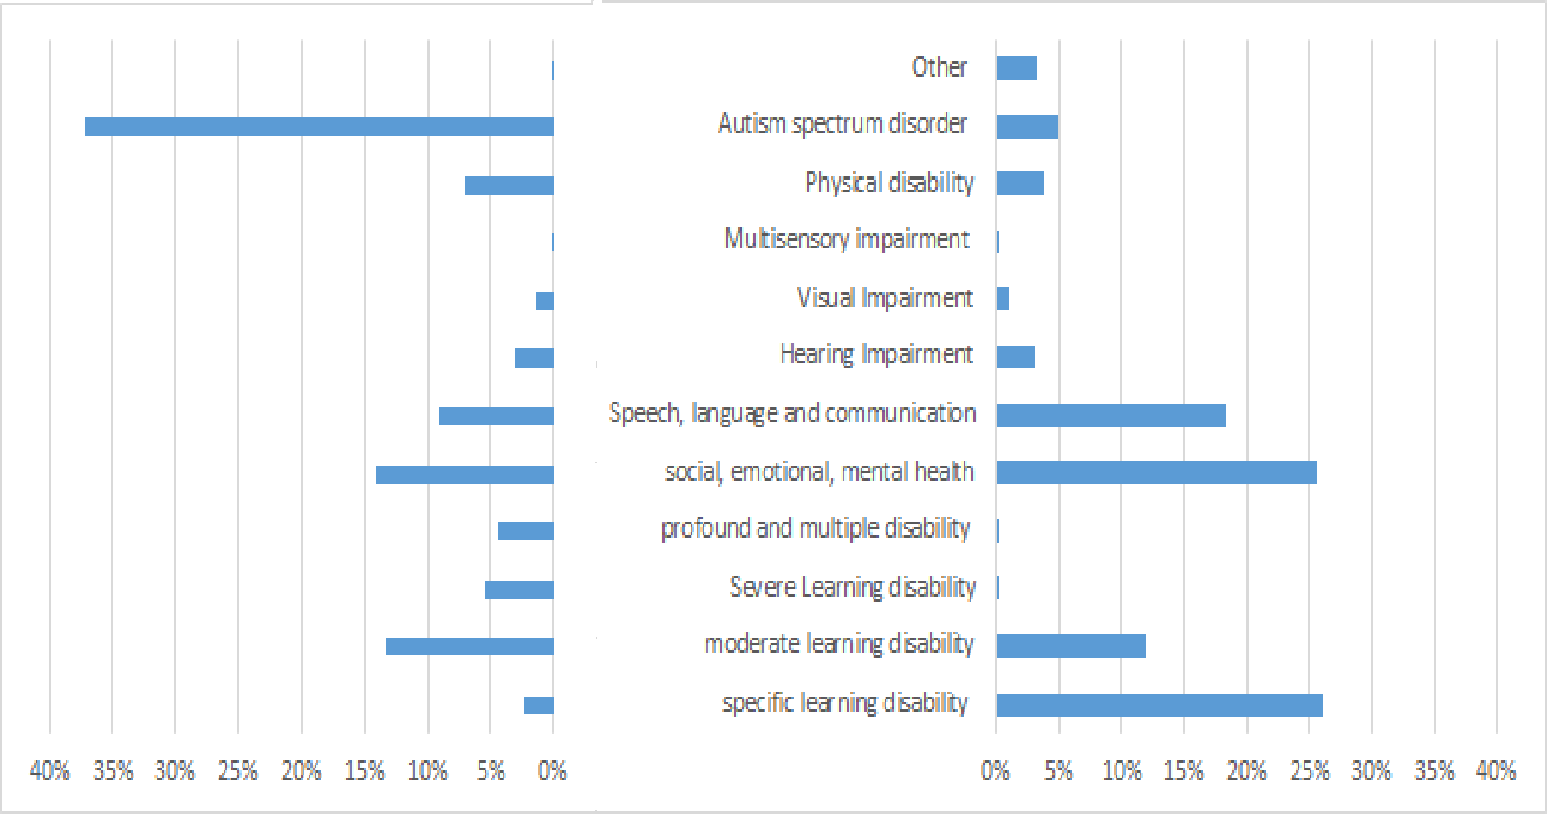 Other
Autism spectrum disorder
Physical disability
Multisensory impairment
Visual Impairment
Hearing Impairment
Speech, language and communication
social, emotional, mental health
profound and multiple disability
Severe Learning disability
moderate learning disability
specific learning disability
40% 35% 30% 25% 20% 15% 10% 5% 0%
0% 5% 10% 15% 20% 25% 30% 35% 40%